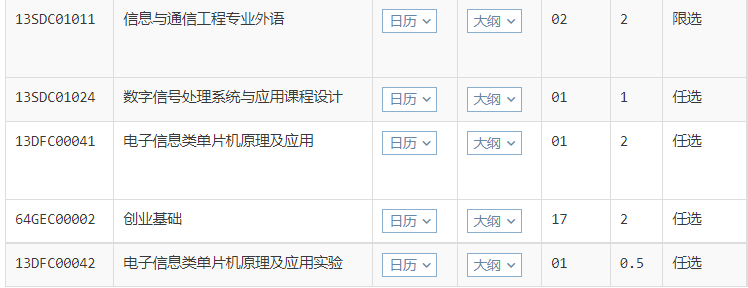 13SDC01011 信息与通信工程专业外语 日历 大纲 02 2 限选
13SDC01024 数字信号处理系统与应用课程设计 日历 大纲 01 1 任选
13DFC00041 电子信息类单片机原理及应用 日历 大纲 01 2 任选
64GEC00002 创业基础 日历 大纲 17 2 任选
13DFC00042 电子信息类单片机原理及应用实验 日历 大纲 01 0.5 任选